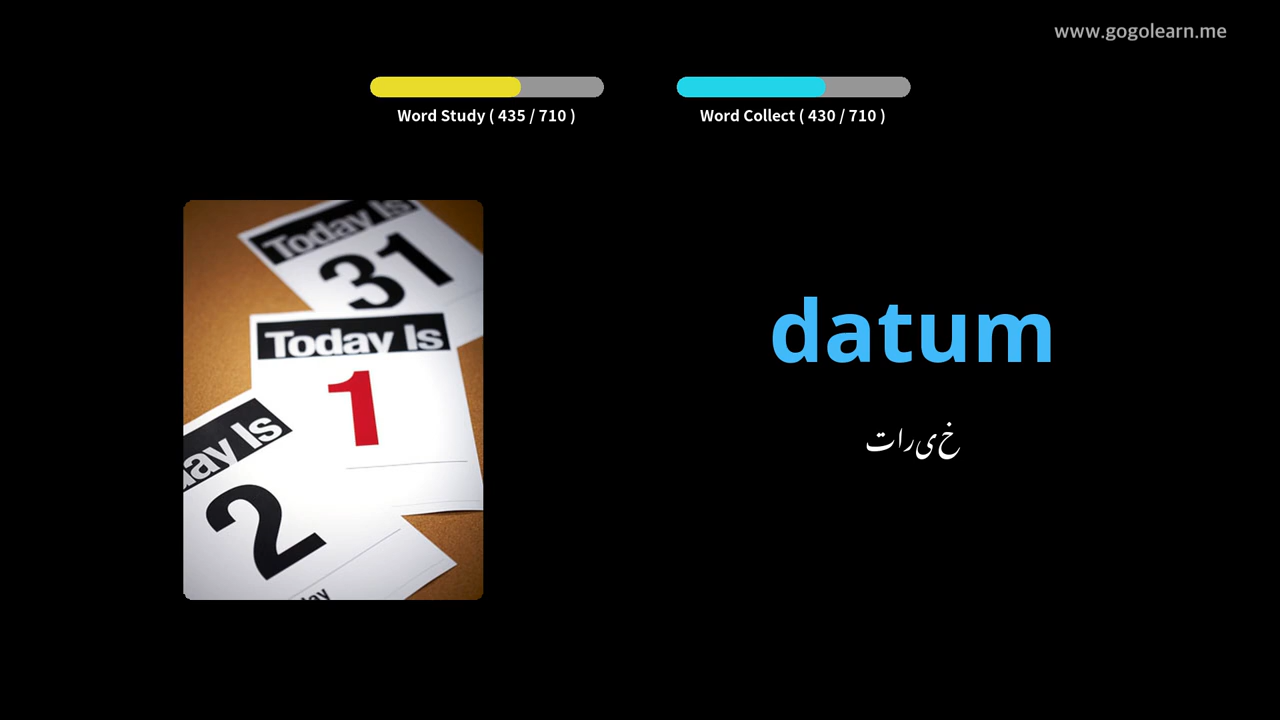 www.gogolearn.me
Word Study ( 435 / 710 )
Word Collect ( 430 / 710 )
Today Is
31
Today Is
1
ay Is
2
ay
datum
خ‌ی‌رات